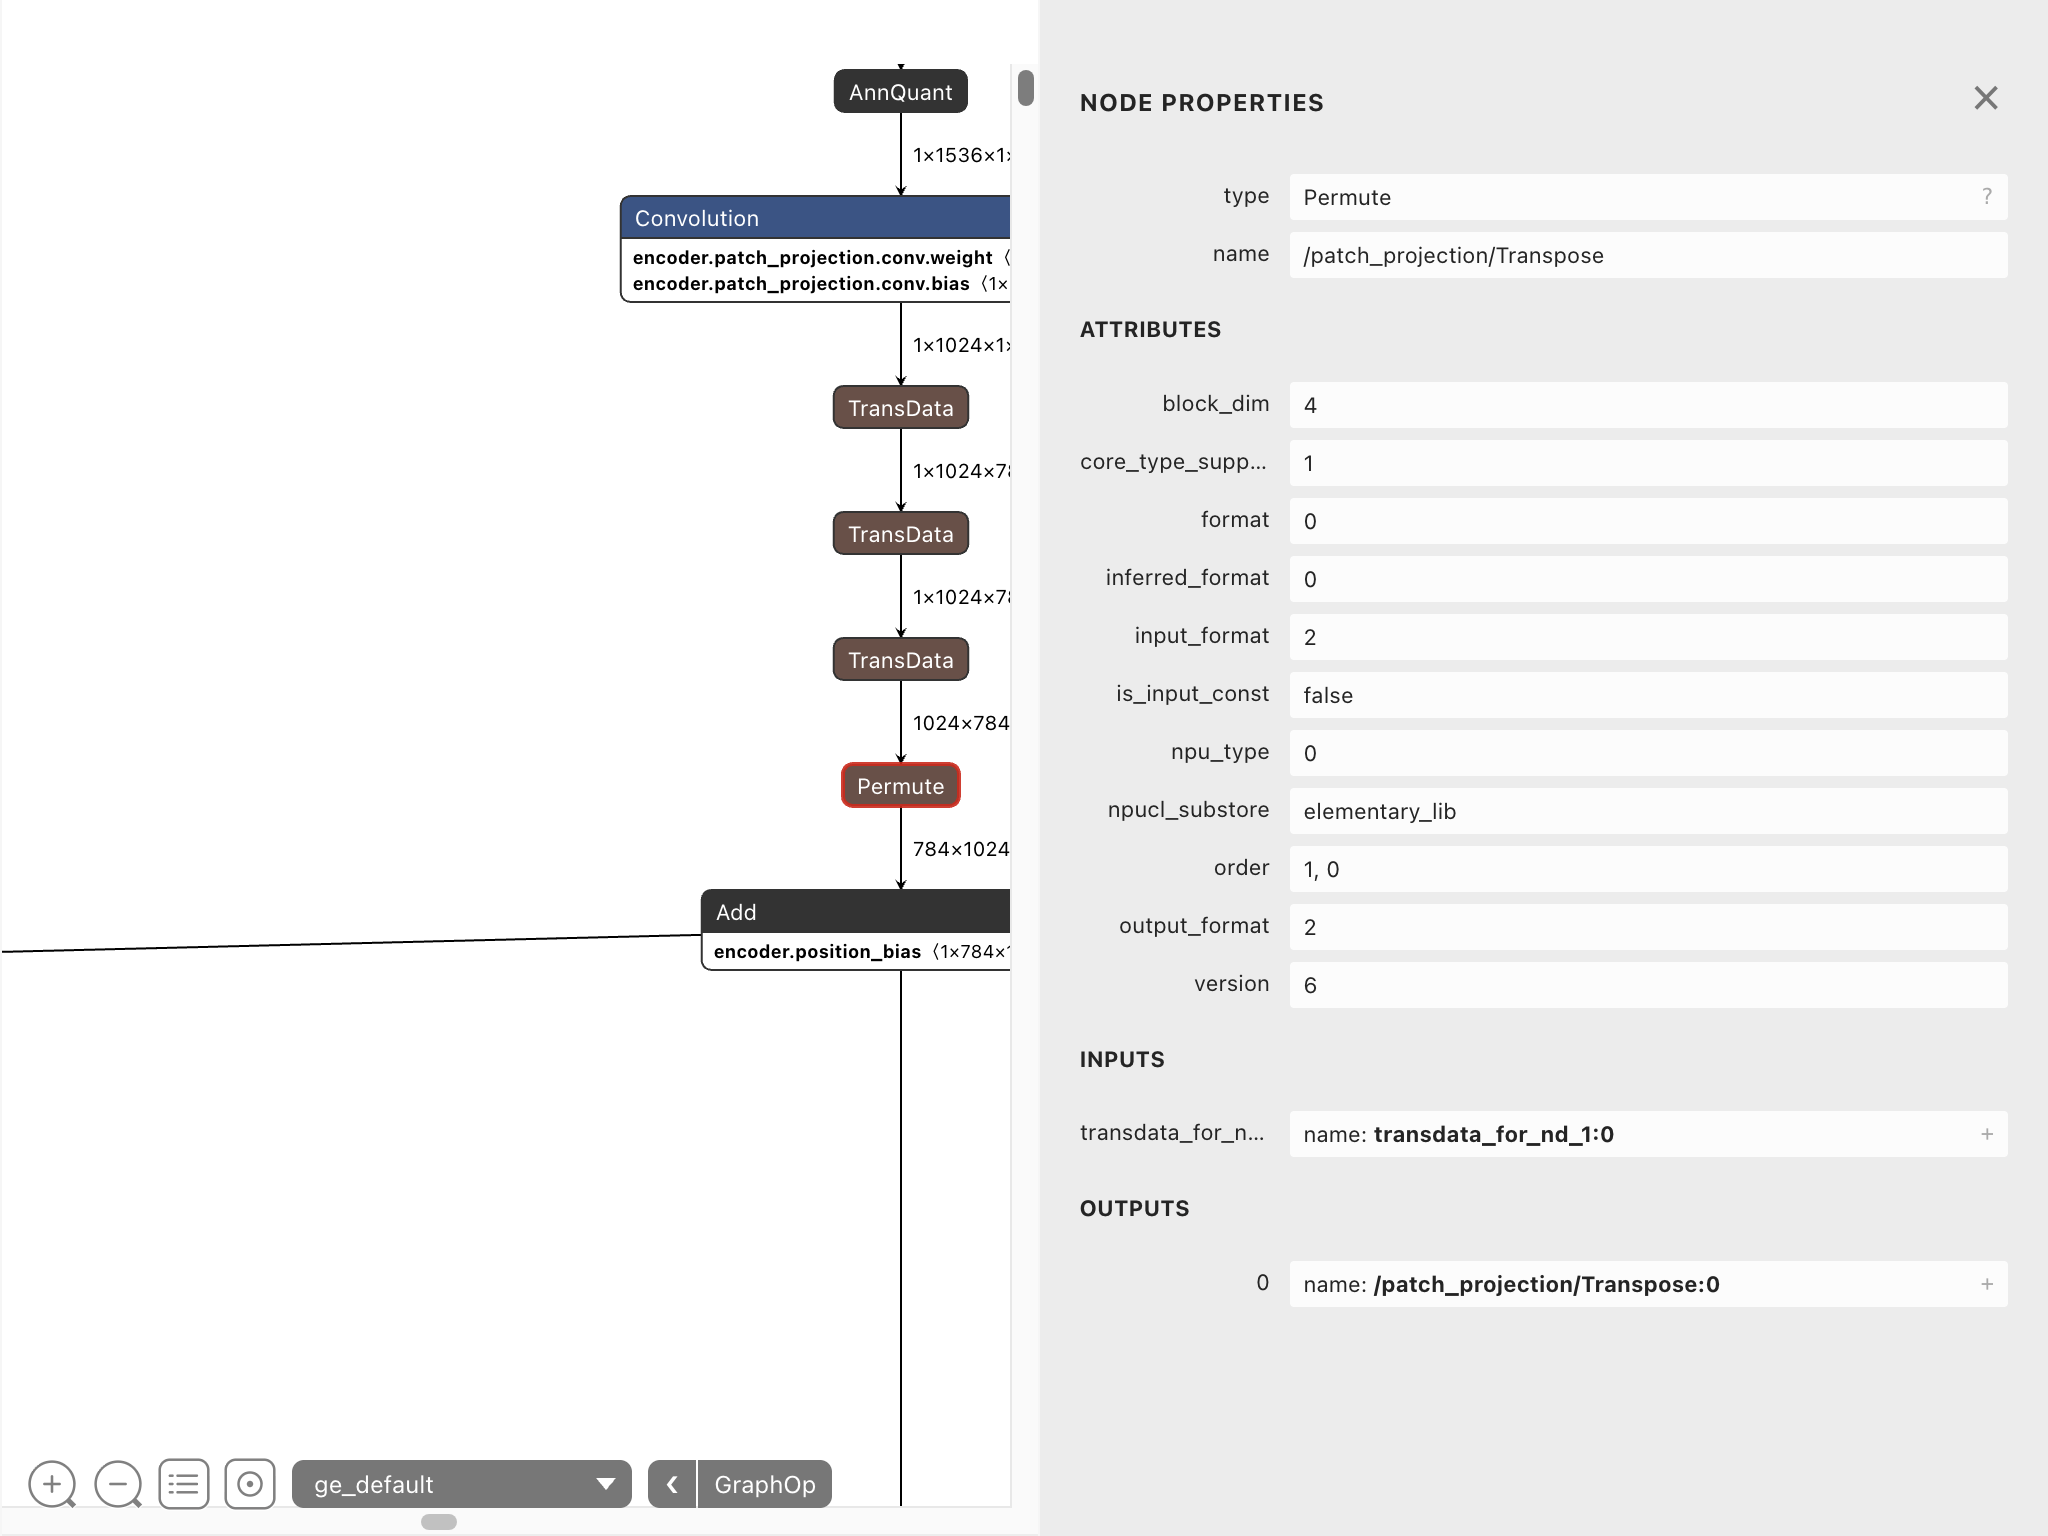 AnnQuant
1×1536×1
Convolution
encoder.patch_projection.conv.weight 〈
encoder.patch_projection.conv.bias 〈1×
1×1024×1
TransData
1×1024×78
TransData
1×1024×78
TransData
1024×784
Permute
784×1024
Add
encoder.position_bias 〈1×784×1
ge_default
❮ GraphOp
NODE PROPERTIES
type Permute ?
name /patch_projection/Transpose
ATTRIBUTES
block_dim 4
core_type_supp... 1
format 0
inferred_format 0
input_format 2
is_input_const false
npu_type 0
npucl_substore elementary_lib
order 1, 0
output_format 2
version 6
INPUTS
transdata_for_n... name: transdata_for_nd_1:0 +
OUTPUTS
0 name: /patch_projection/Transpose:0 +